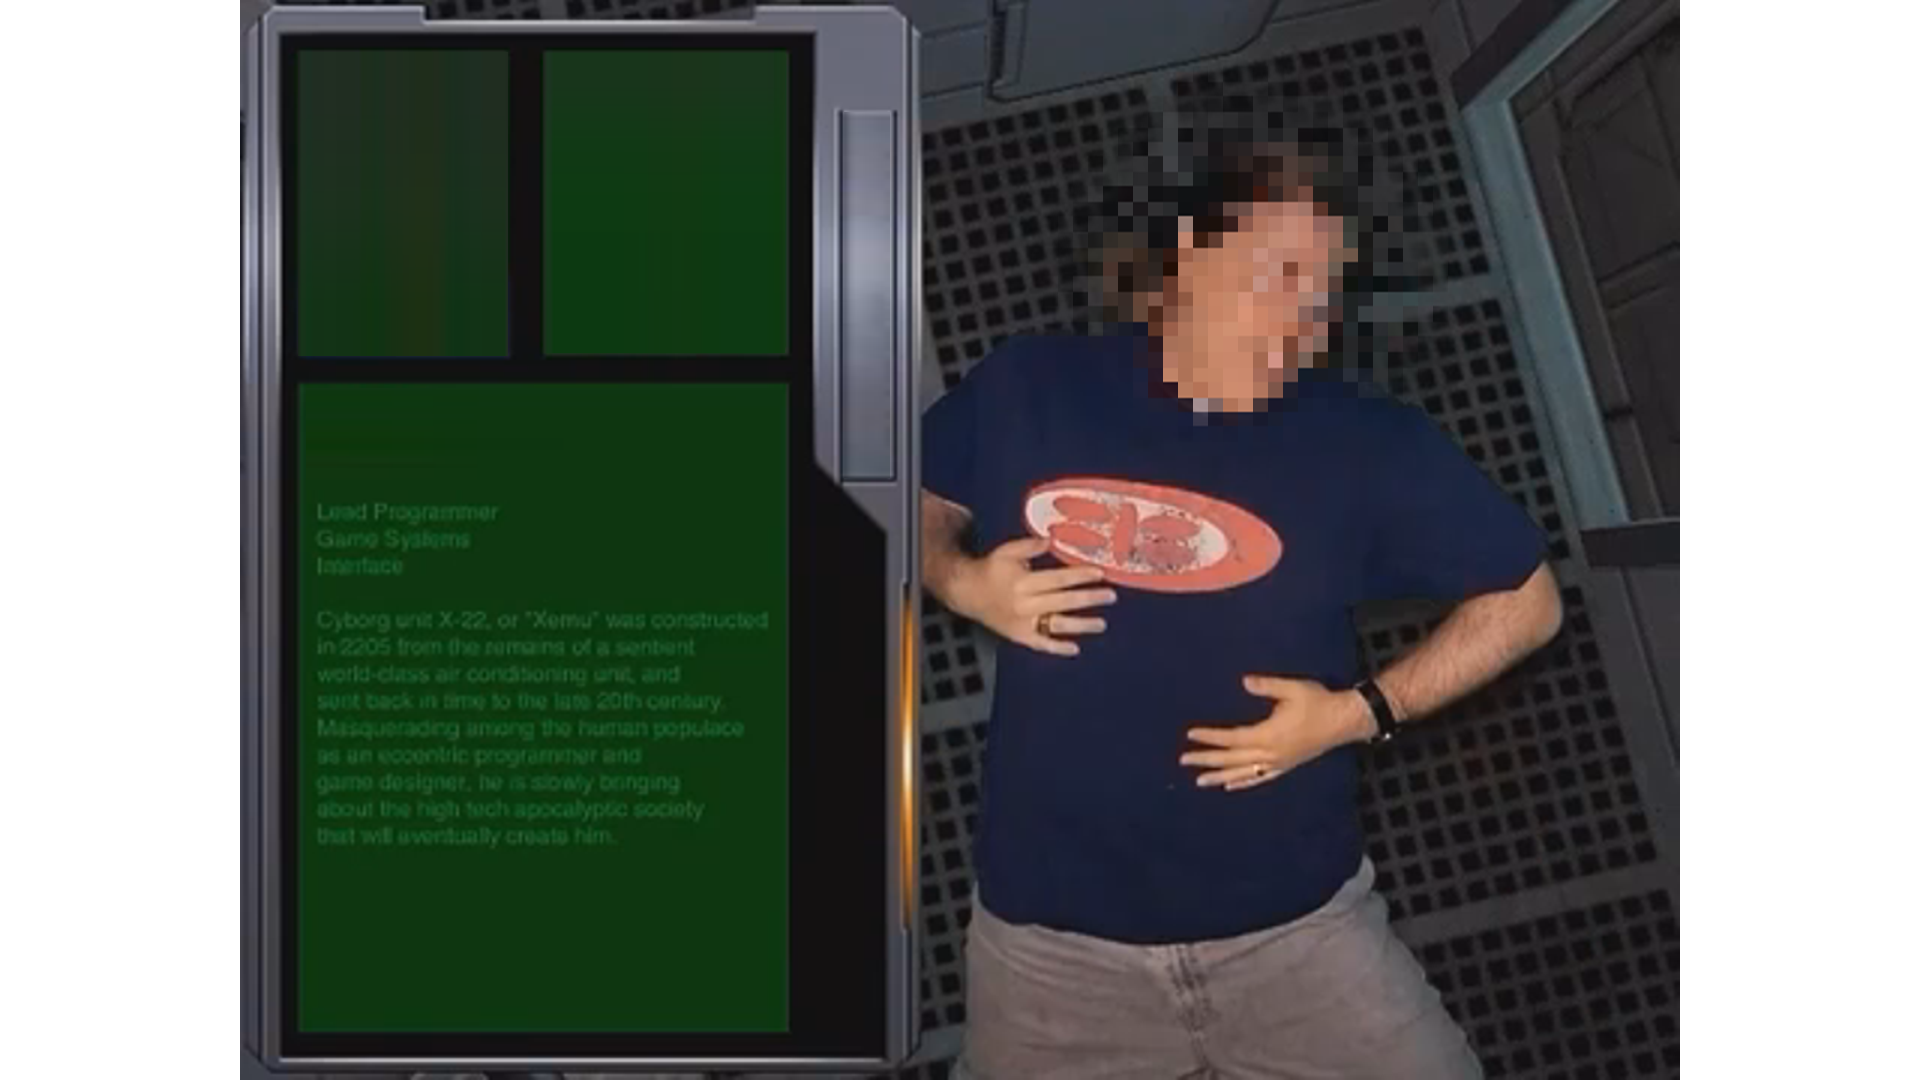 Lead Programmer
Game Systems
Interface
Cyborg unit X-22, or "Xemu" was constructed
in 2205 from the remains of a sentient
world-class air conditioning unit, and
sent back in time to the late 20th century.
Masquerading among the human populace
as an eccentric programmer and
game designer, he is slowly bringing
about the high tech apocalyptic society
that will eventually create him.